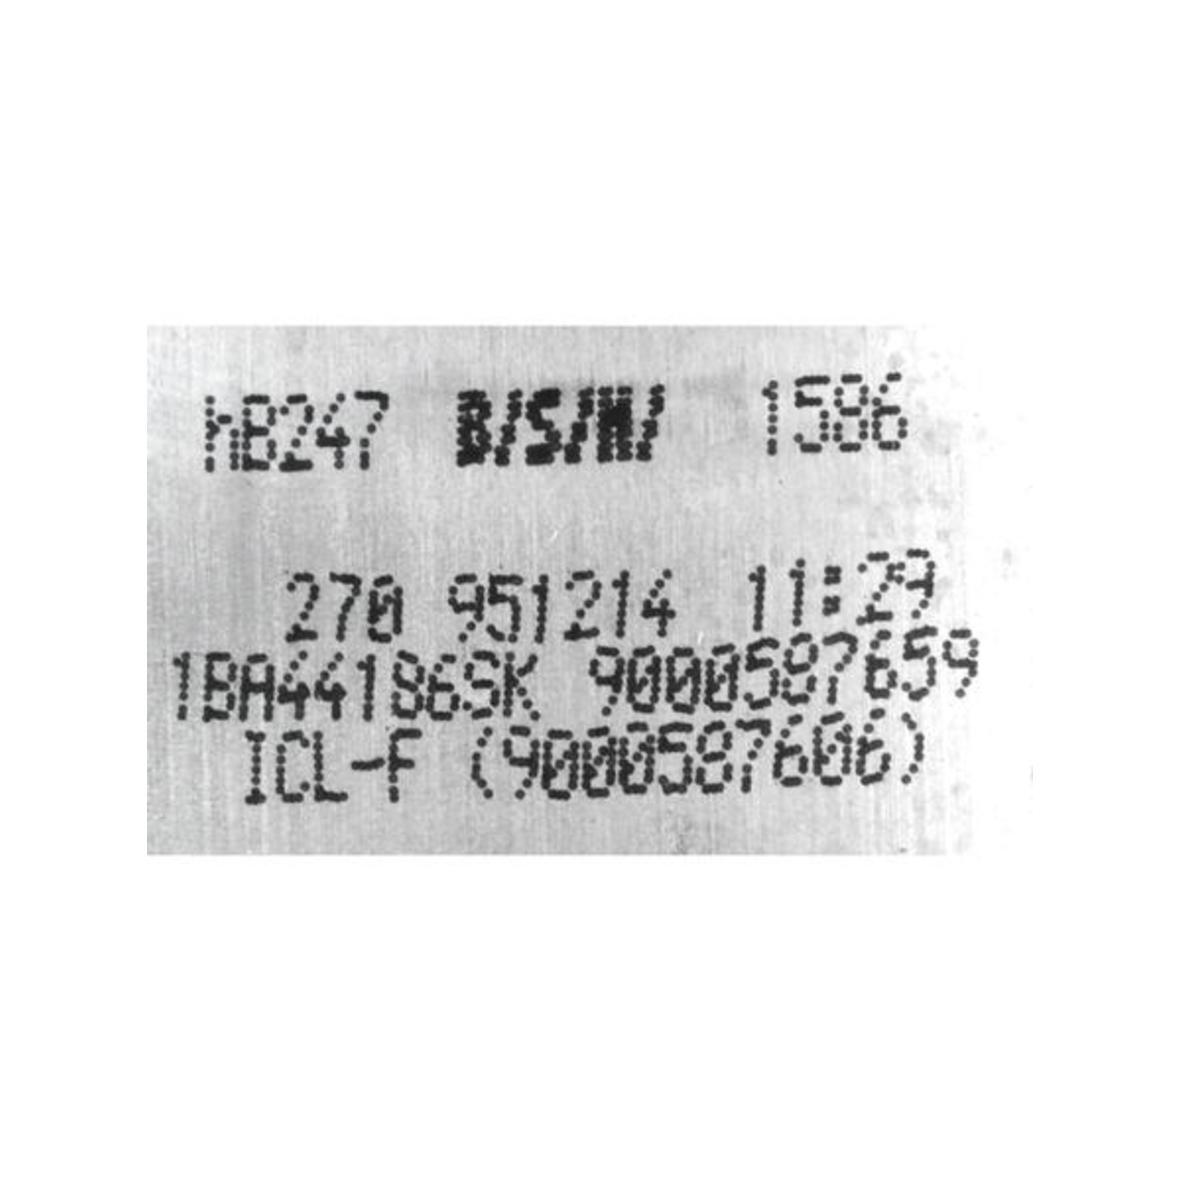 hB247 B/S/H/ 1586
270 951214 11:29
1BA44186SK 9000587659
ICL-F (9000587606)